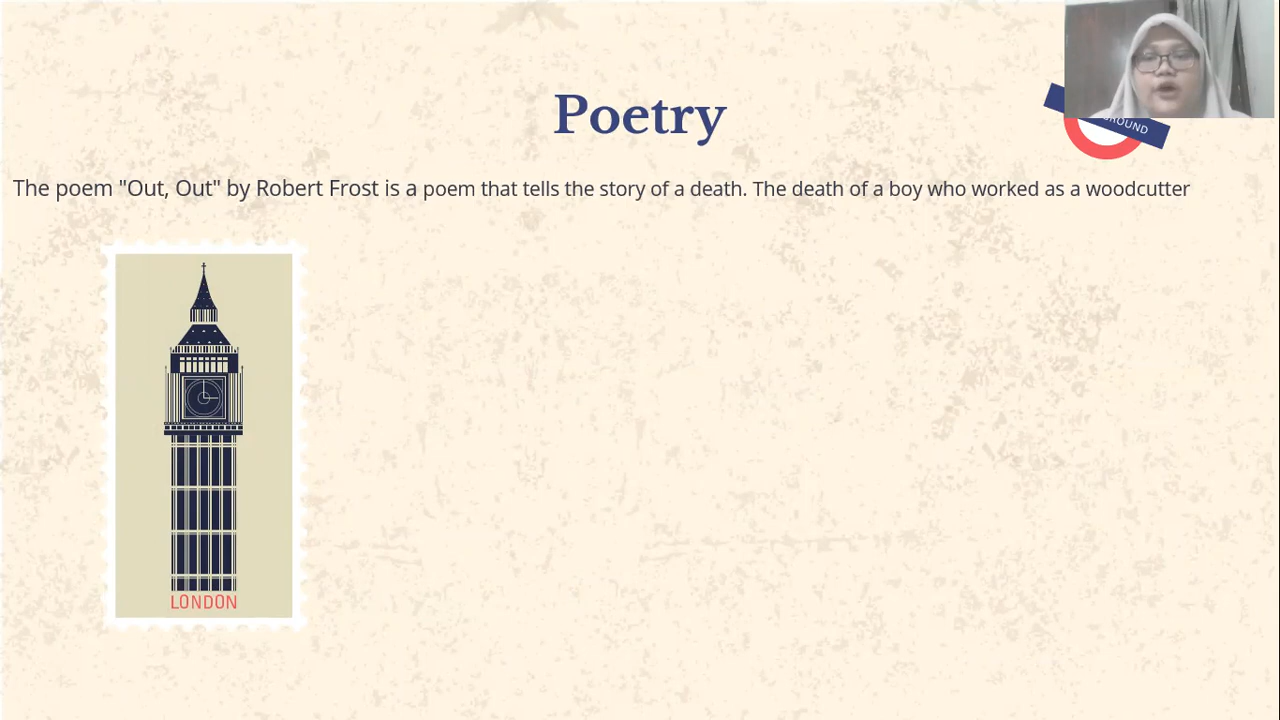 Poetry
ROUND
The poem "Out, Out" by Robert Frost is a poem that tells the story of a death. The death of a boy who worked as a woodcutter
LONDON